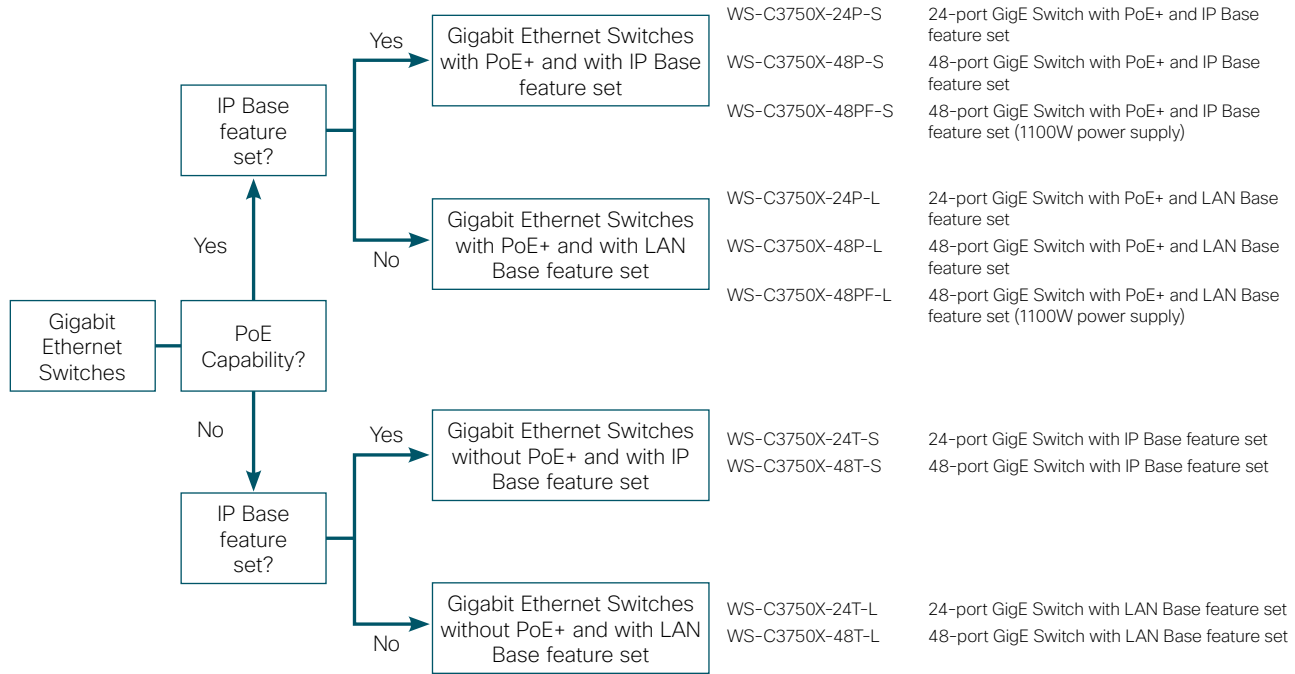 Gigabit
Ethernet
Switches
PoE
Capability?
Yes
No
IP Base
feature
set?
Yes
No
Gigabit Ethernet Switches
with PoE+ and with IP Base
feature set
WS-C3750X-24P-S 24-port GigE Switch with PoE+ and IP Base
feature set
WS-C3750X-48P-S 48-port GigE Switch with PoE+ and IP Base
feature set
WS-C3750X-48PF-S 48-port GigE Switch with PoE+ and IP Base
feature set (1100W power supply)
Gigabit Ethernet Switches
with PoE+ and with LAN
Base feature set
WS-C3750X-24P-L 24-port GigE Switch with PoE+ and LAN Base
feature set
WS-C3750X-48P-L 48-port GigE Switch with PoE+ and LAN Base
feature set
WS-C3750X-48PF-L 48-port GigE Switch with PoE+ and LAN Base
feature set (1100W power supply)
IP Base
feature
set?
Yes
No
Gigabit Ethernet Switches
without PoE+ and with IP
Base feature set
WS-C3750X-24T-S 24-port GigE Switch with IP Base feature set
WS-C3750X-48T-S 48-port GigE Switch with IP Base feature set
Gigabit Ethernet Switches
without PoE+ and with LAN
Base feature set
WS-C3750X-24T-L 24-port GigE Switch with LAN Base feature set
WS-C3750X-48T-L 48-port GigE Switch with LAN Base feature set